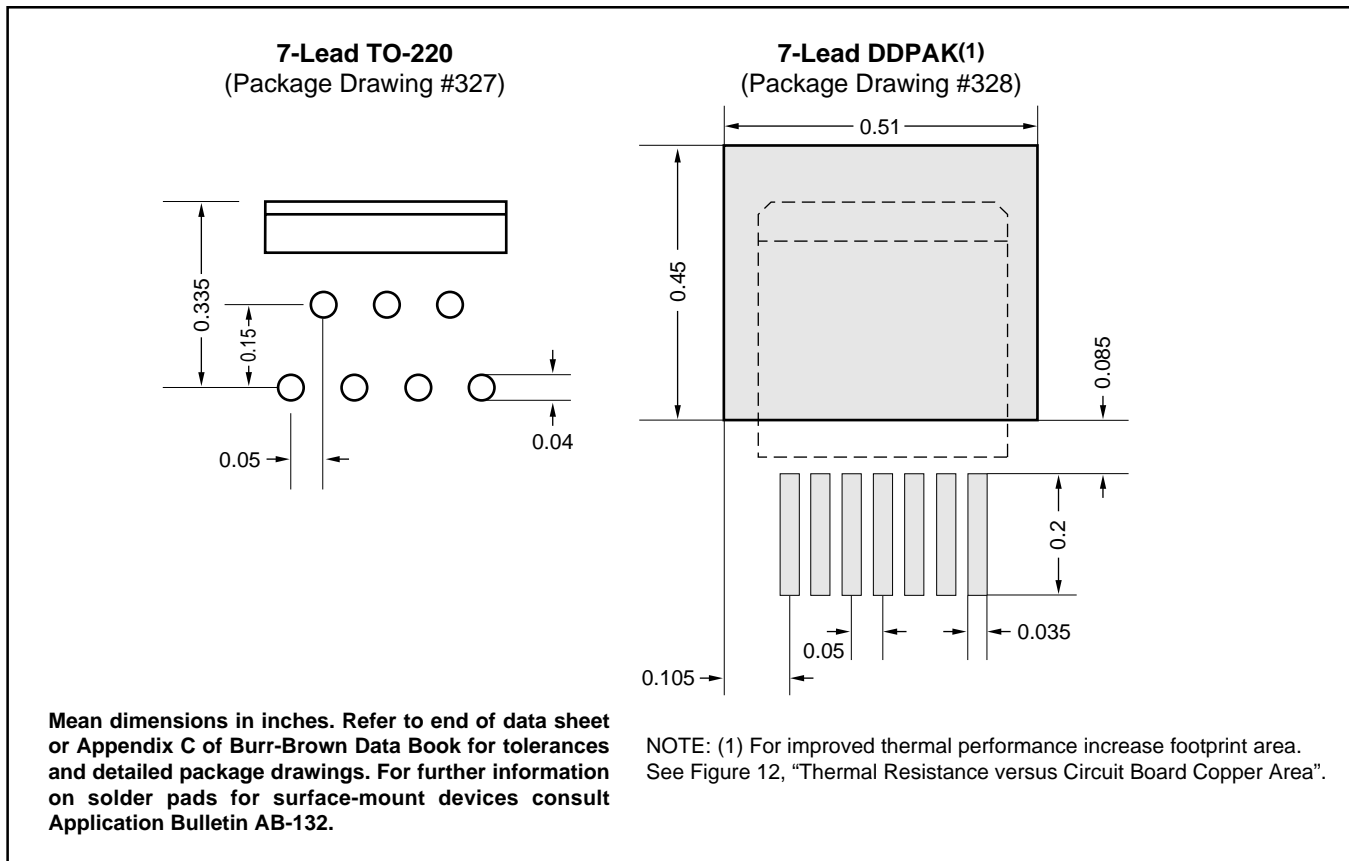 7-Lead TO-220
(Package Drawing #327)
0.335
0.15
0.05
0.04
Mean dimensions in inches. Refer to end of data sheet
or Appendix C of Burr-Brown Data Book for tolerances
and detailed package drawings. For further information
on solder pads for surface-mount devices consult
Application Bulletin AB-132.
7-Lead DDPAK(1)
(Package Drawing #328)
0.51
0.45
0.085
0.2
0.05
0.035
0.105
NOTE: (1) For improved thermal performance increase footprint area.
See Figure 12, “Thermal Resistance versus Circuit Board Copper Area”.